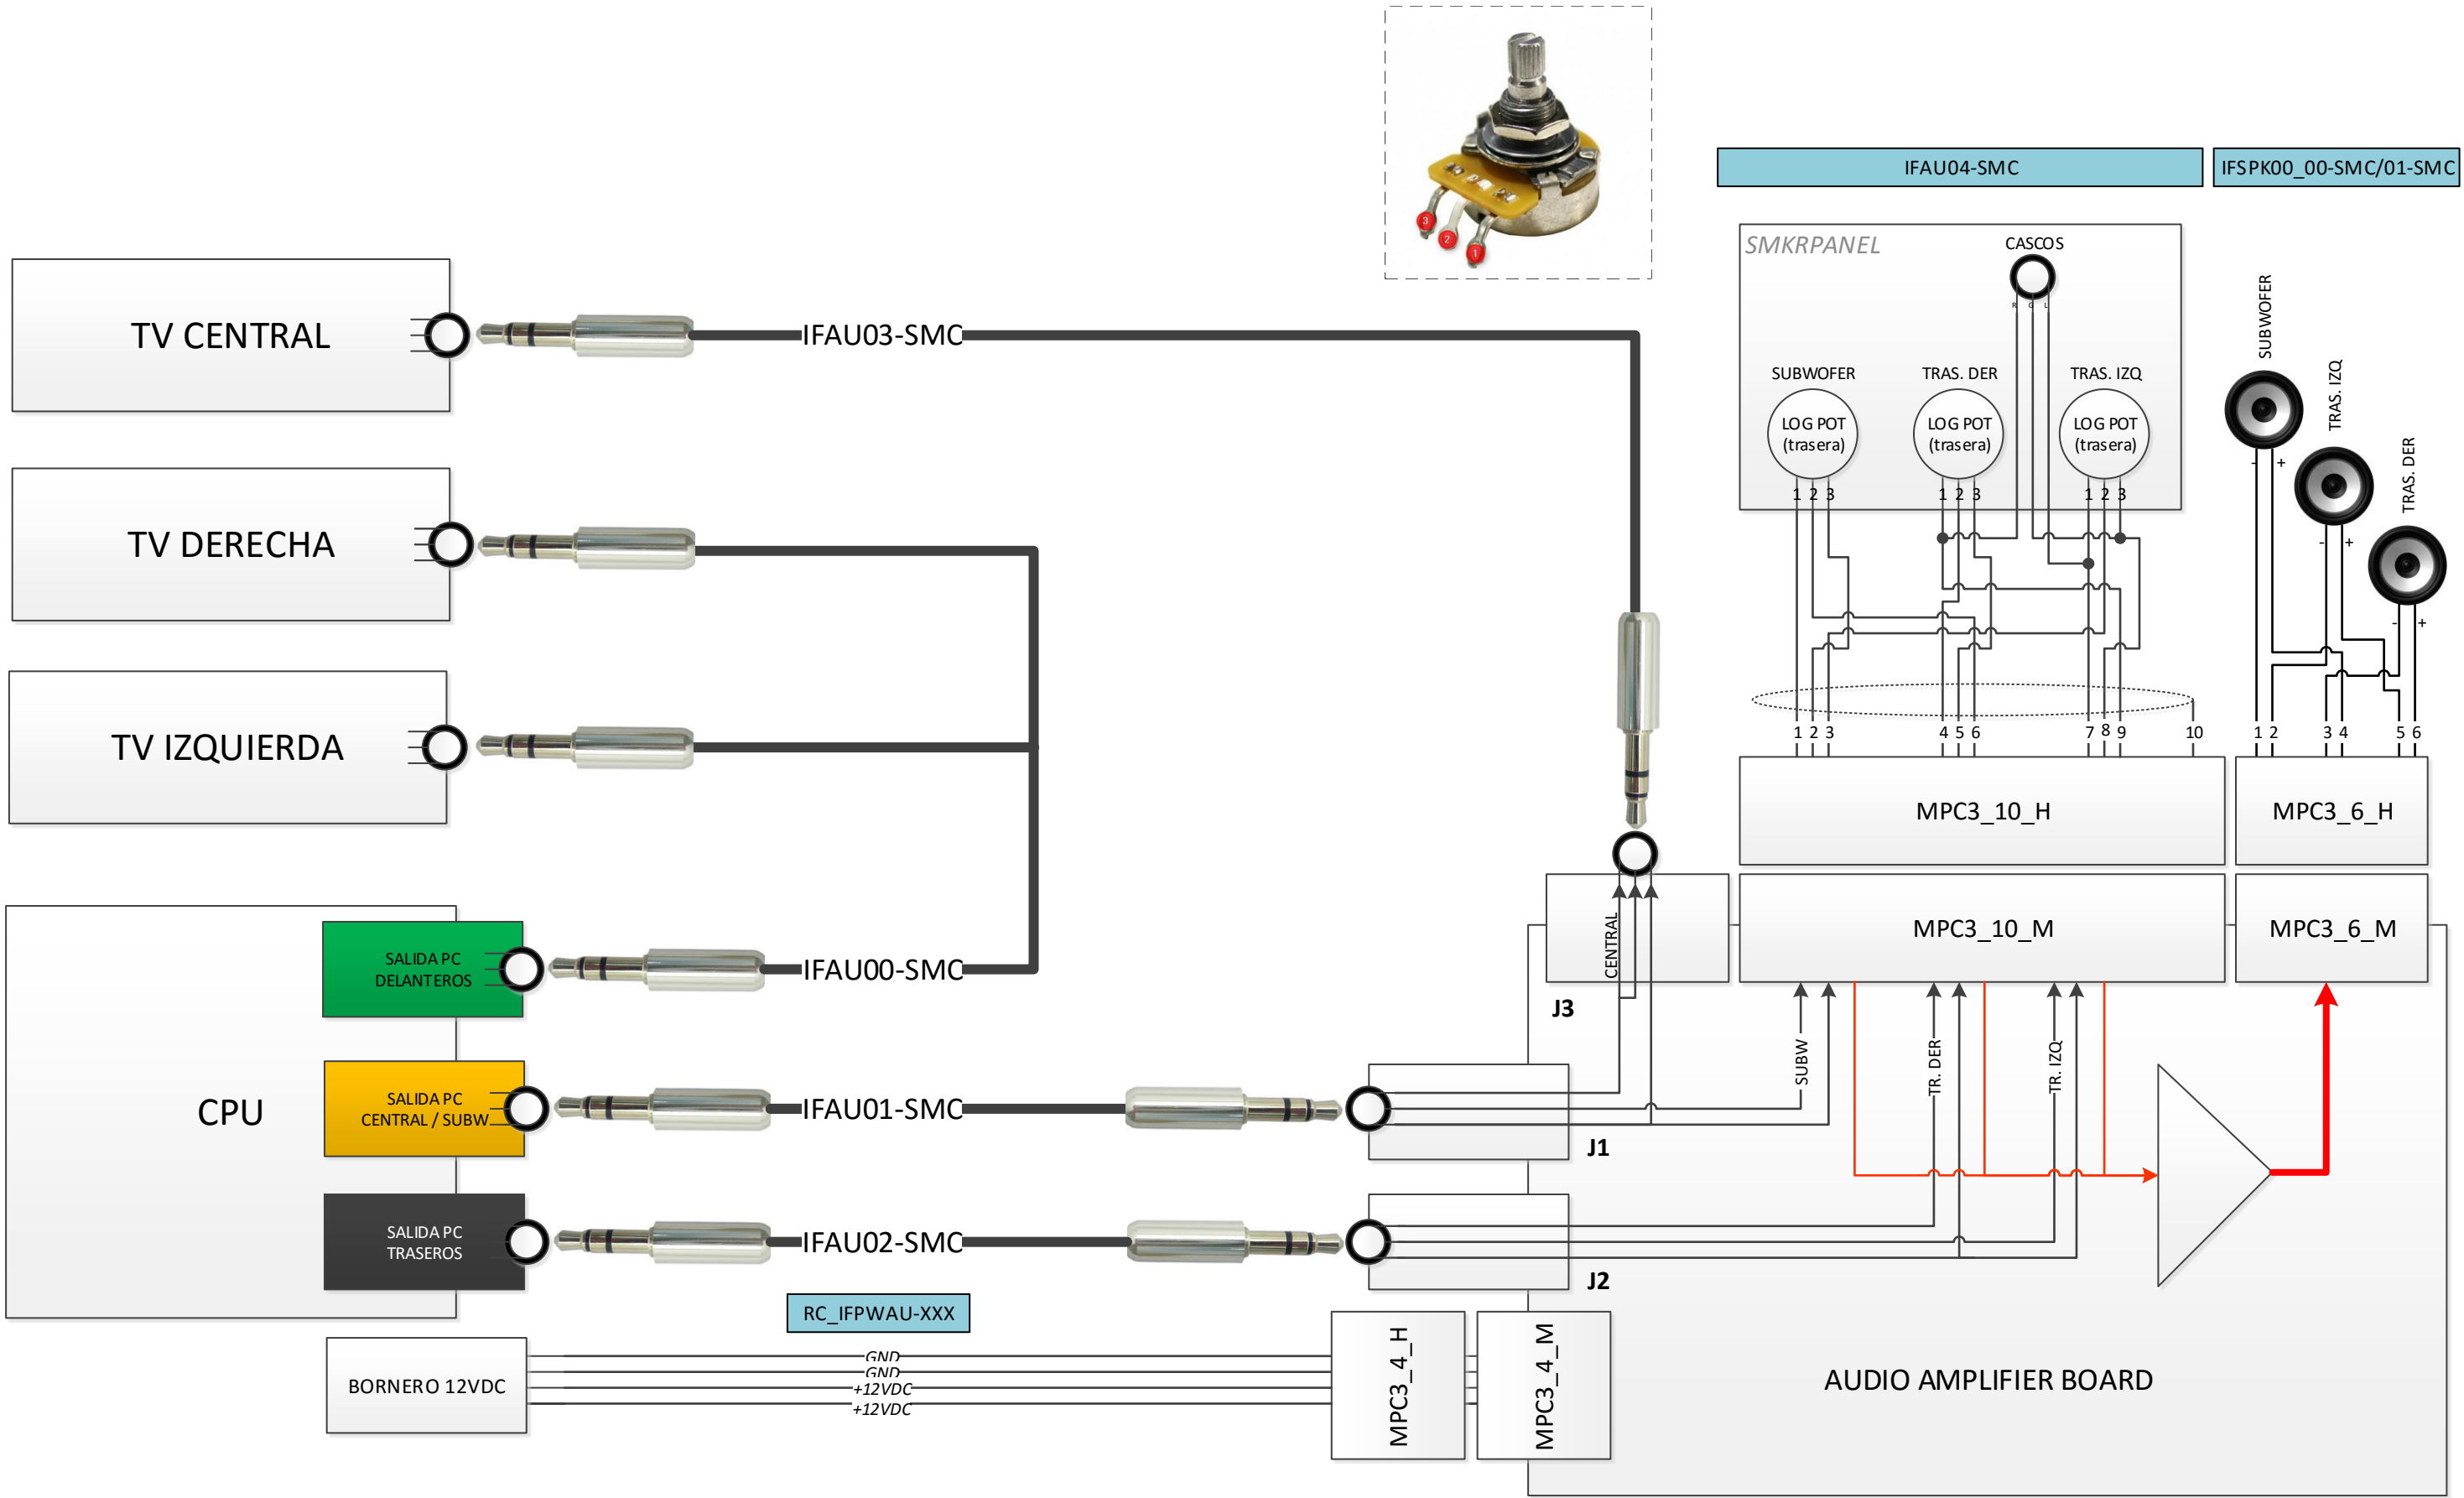 3
2
1
IFAU04-SMC
IFSPK00_00-SMC/01-SMC
SMKRPANEL
CASCOS
R G L
SUBWOFER
TRAS. DER
TRAS. IZQ
LOG POT
(trasera)
LOG POT
(trasera)
LOG POT
(trasera)
1 2 3
1 2 3
1 2 3
SUBWOFER
- +
TRAS. IZQ
- +
TRAS. DER
- +
TV CENTRAL
IFAU03-SMC
TV DERECHA
TV IZQUIERDA
1 2 3
4 5 6
7 8 9
10
1 2
3 4
5 6
MPC3_10_H
MPC3_6_H
CENTRAL
MPC3_10_M
MPC3_6_M
J3
CPU
SALIDA PC
DELANTEROS
IFAU00-SMC
SALIDA PC
CENTRAL / SUBW
IFAU01-SMC
J1
SUBW
TR. DER
TR. IZQ
SALIDA PC
TRASEROS
IFAU02-SMC
J2
RC_IFPWAU-XXX
BORNERO 12VDC
GND
GND
+12VDC
+12VDC
MPC3_4_H
MPC3_4_M
AUDIO AMPLIFIER BOARD